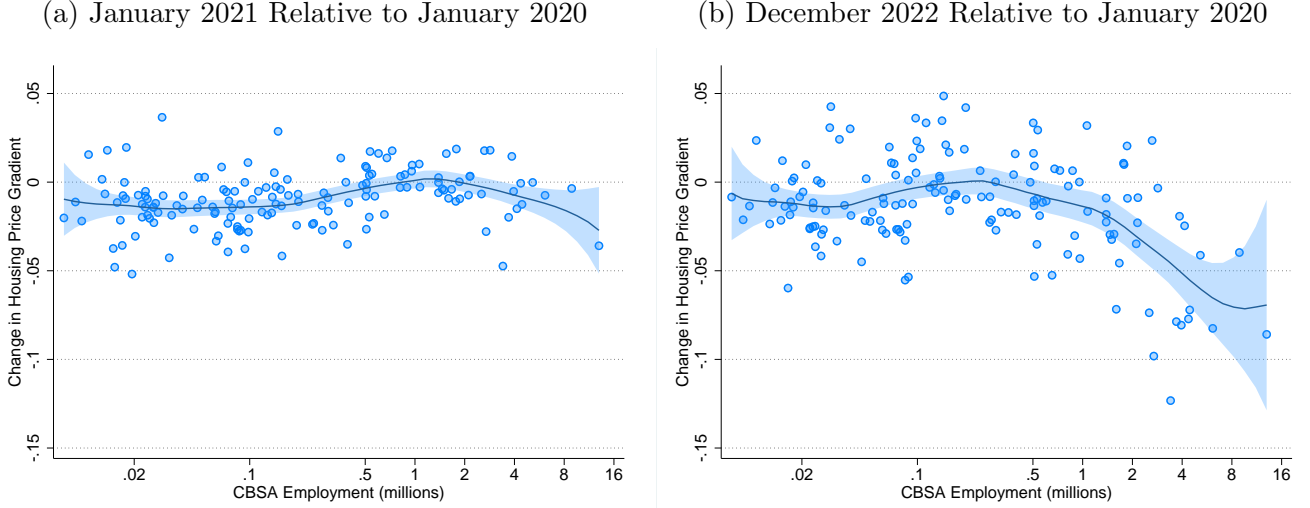 (a) January 2021 Relative to January 2020
Change in Housing Price Gradient
.05
0
-.05
-.1
-.15
.02 .1 .5 1 2 4 8 16
CBSA Employment (millions)
(b) December 2022 Relative to January 2020
Change in Housing Price Gradient
.05
0
-.05
-.1
-.15
.02 .1 .5 1 2 4 8 16
CBSA Employment (millions)